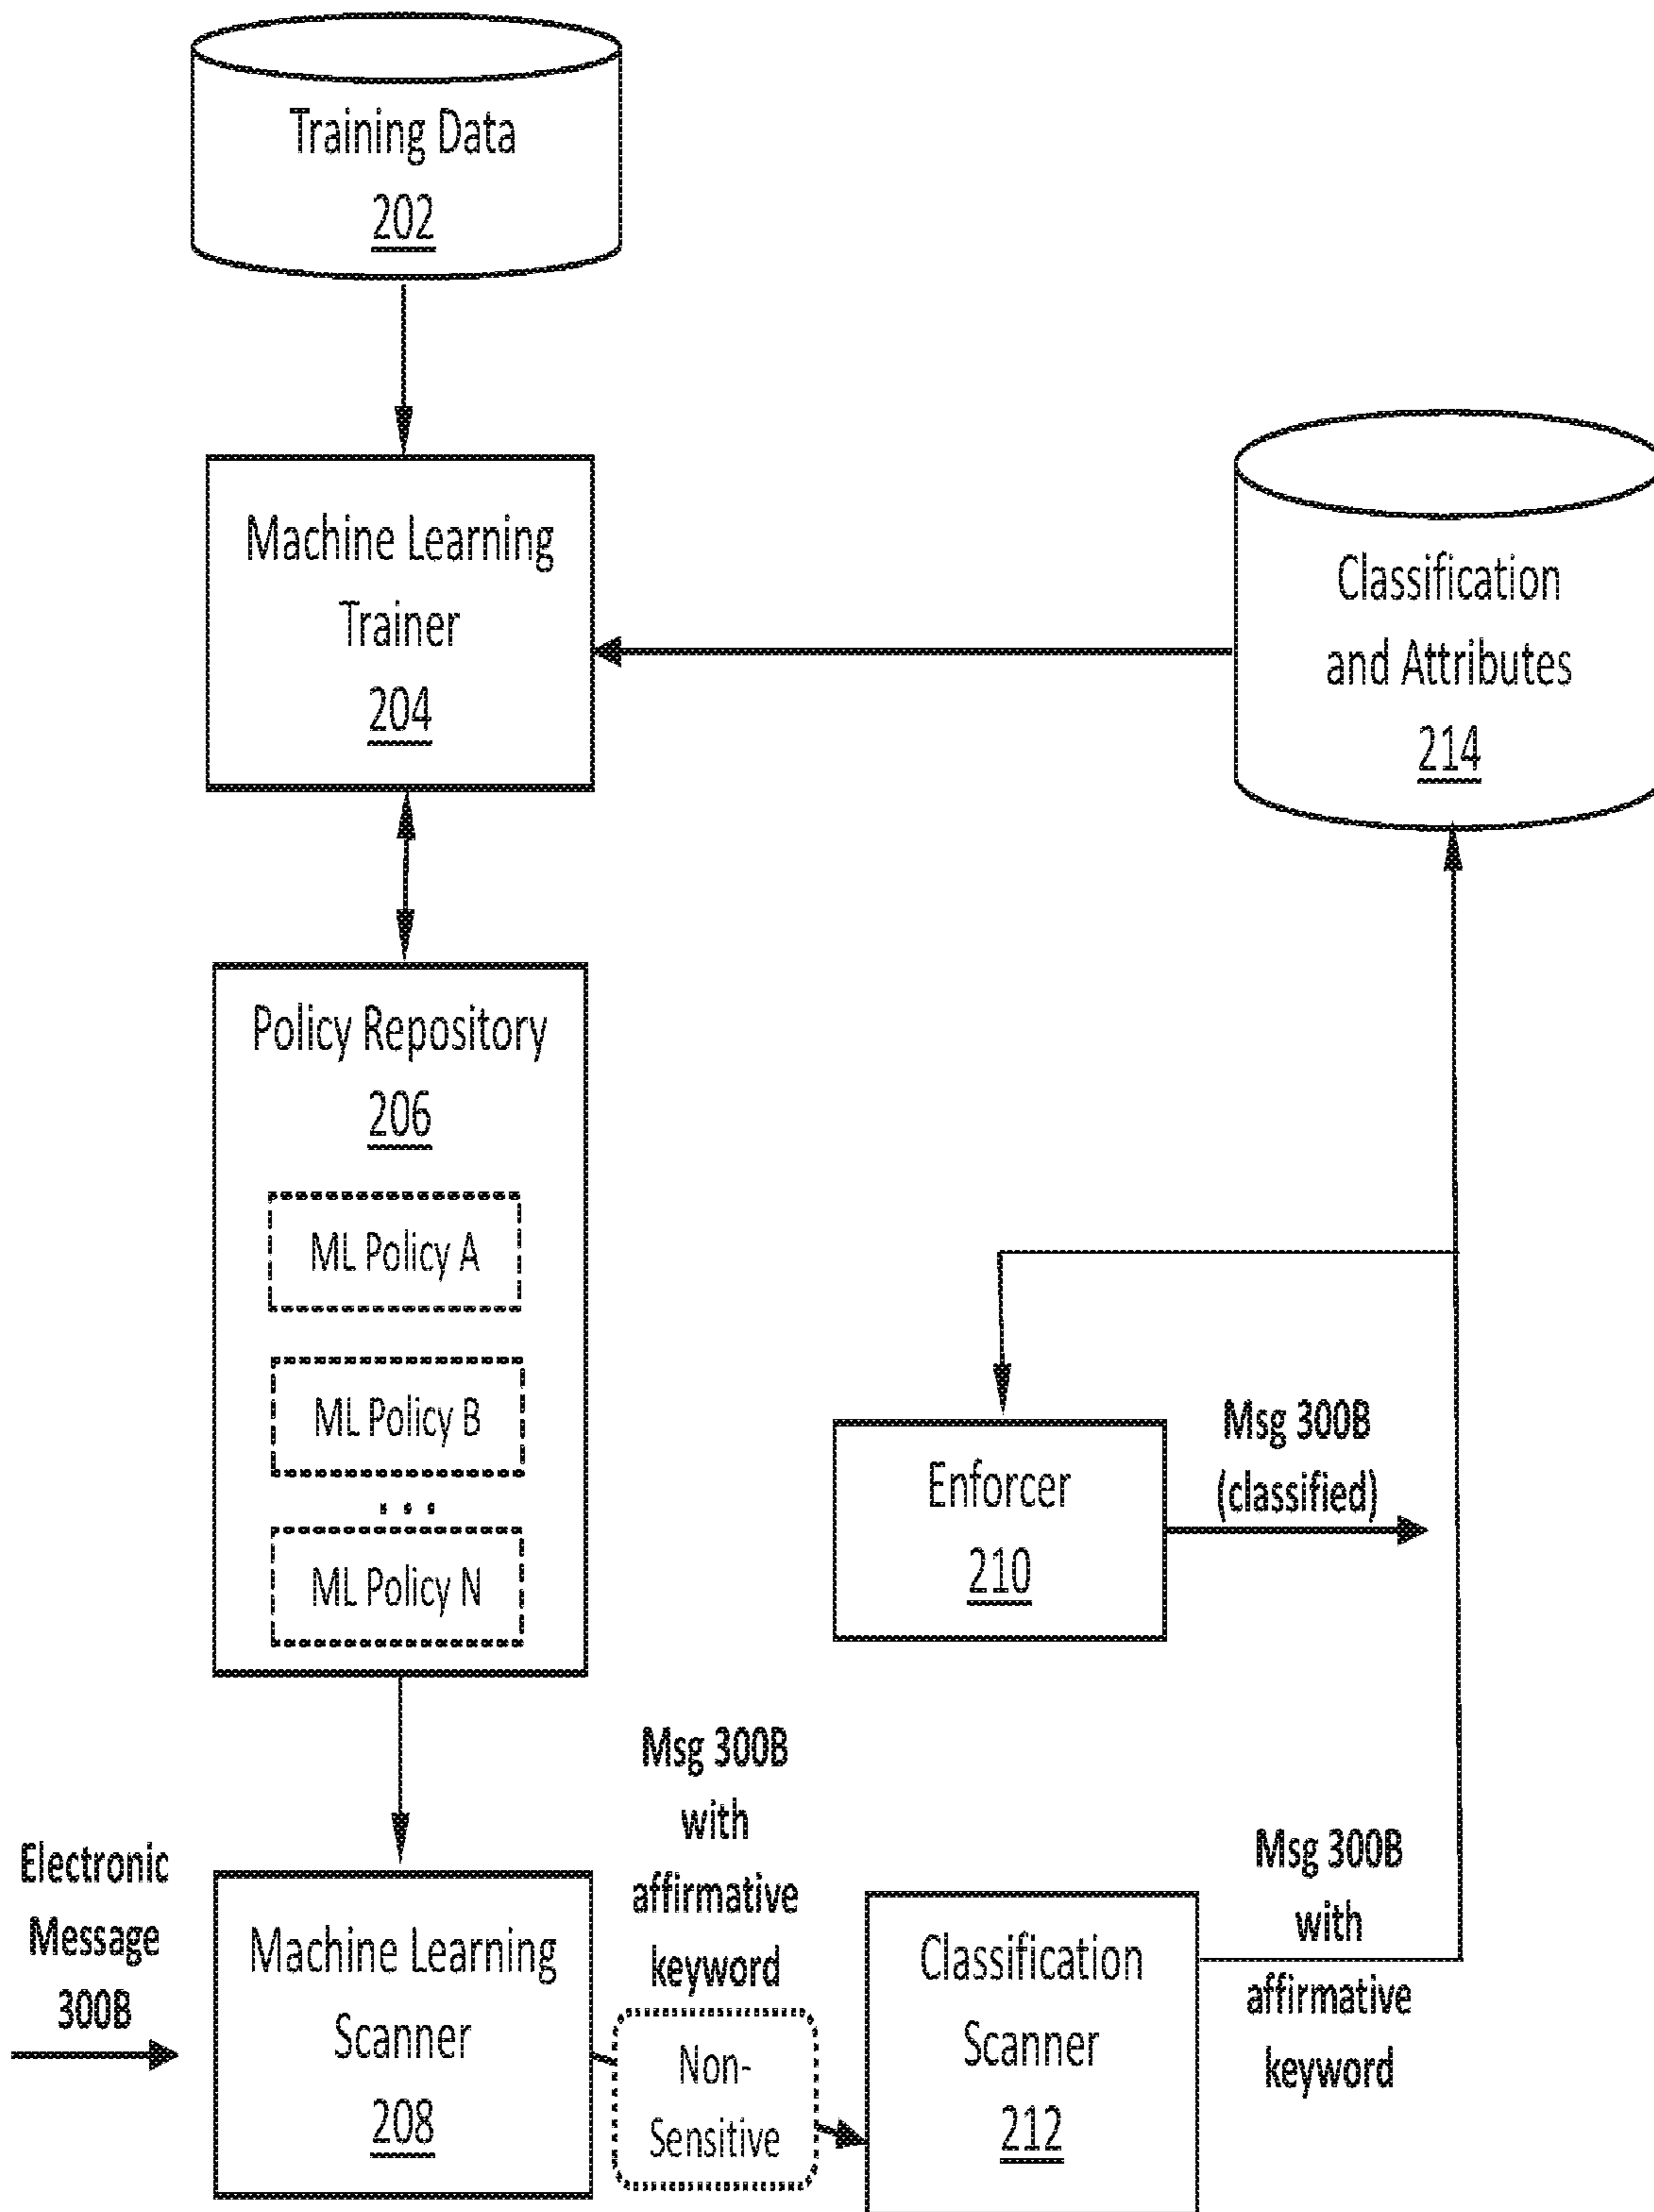 Training Data
202
Machine Learning
Trainer
204
Classification
and Attributes
214
Policy Repository
206
ML Policy A
ML Policy B
...
ML Policy N
Enforcer
210
Msg 300B
(classified)
Electronic
Message
300B
Machine Learning
Scanner
208
Msg 300B
with
affirmative
keyword
Non-
Sensitive
Classification
Scanner
212
Msg 300B
with
affirmative
keyword